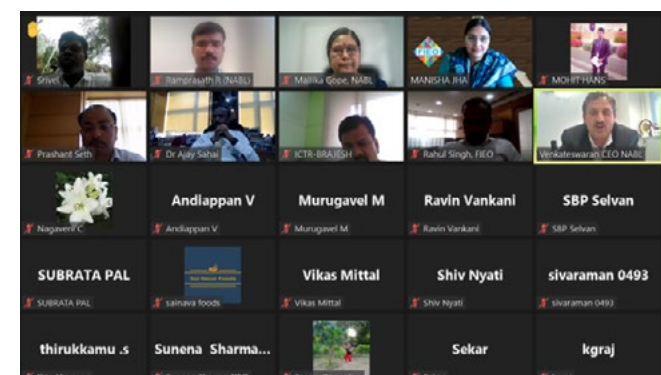 Srivel
Ramprasath R (NABL)
Mallika Gope, NABL
FIEO
MANISHA JHA
MOHIT HANS
Prashant Seth
Dr Ajay Sahai
ICTR-BRAJESH
Rahul Singh, FIEO
Venkateswaran CEO NABL
Nagaveni C
Andiappan V
Andiappan V
Murugavel M
Murugavel M
Ravin Vankani
Ravin Vankani
SBP Selvan
SBP Selvan
SUBRATA PAL
SUBRATA PAL
sainava foods
Vikas Mittal
Vikas Mittal
Shiv Nyati
Shiv Nyati
sivaraman 0493
sivaraman 0493
thirukkamu .s
Sunena Sharma...
Sekar
kgraj